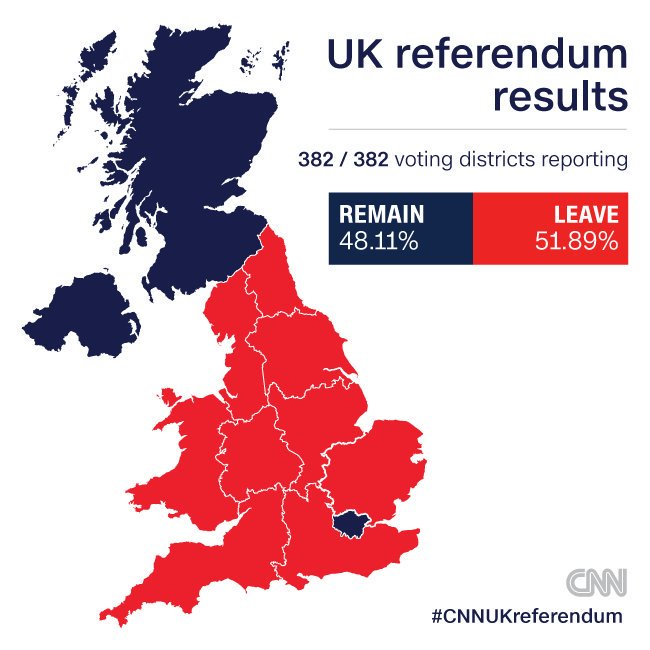 UK referendum
results
382 / 382 voting districts reporting
REMAIN
48.11%
LEAVE
51.89%
CNN
#CNNUKreferendum